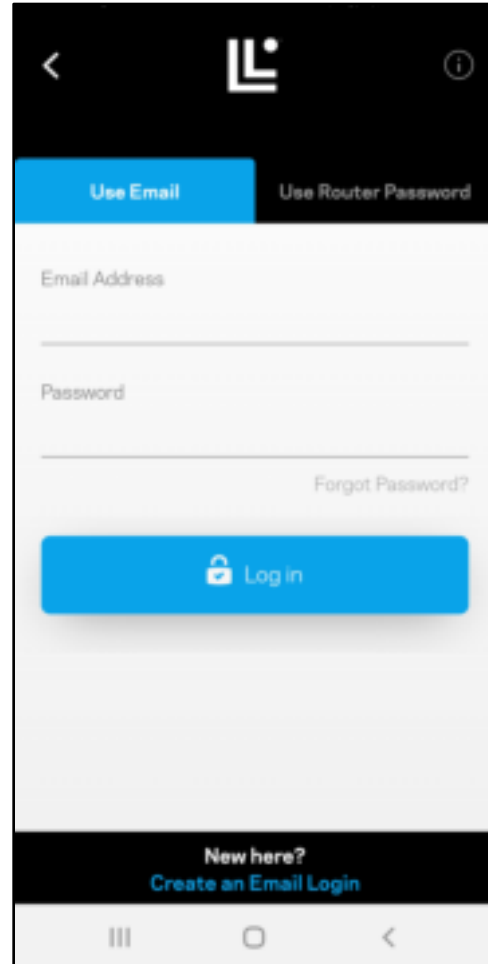 Use Email
Use Router Password
Email Address
Password
Forgot Password?
Log in
New here?
Create an Email Login